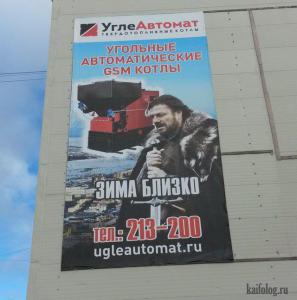 УглеАвтомат
ТВЕРДОТОПЛИВНЫЕ КОТЛЫ
УГОЛЬНЫЕ
АВТОМАТИЧЕСКИЕ
GSM КОТЛЫ
"ЗИМА БЛИЗКО"
тел.: 213-200
ugleautomat.ru
kaifolog.ru